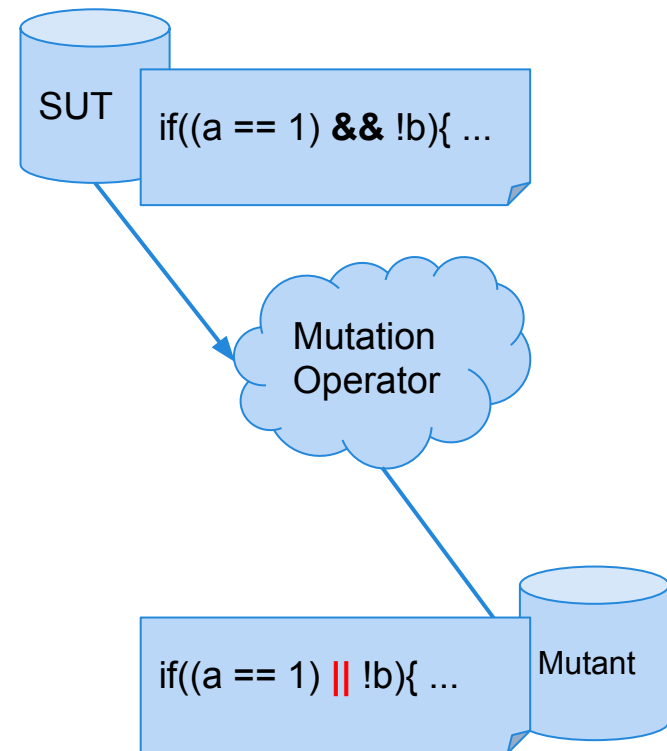 SUT
if((a == 1) && !b){ ...
Mutation
Operator
if((a == 1) || !b){ ...
Mutant